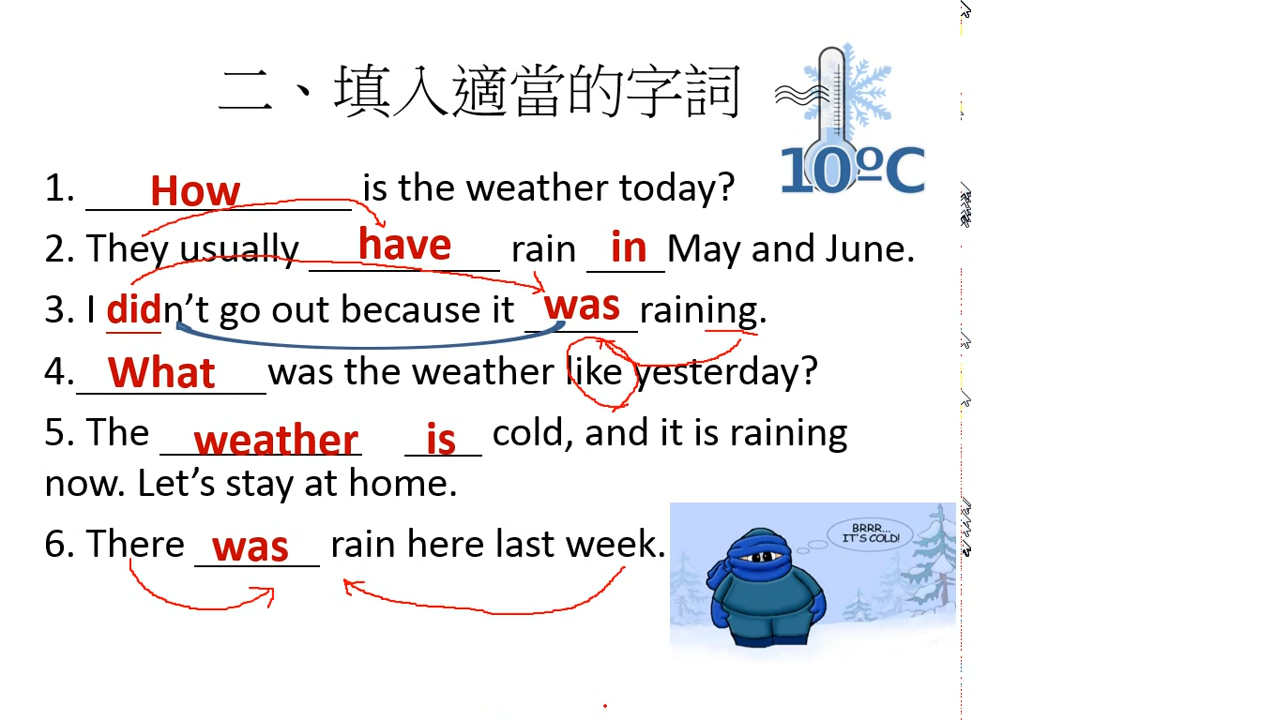 二、填入適當的字詞
10ºC
1. How is the weather today?
2. They usually have rain in May and June.
3. I didn’t go out because it was raining.
4. What was the weather like yesterday?
5. The weather is cold, and it is raining
now. Let’s stay at home.
6. There was rain here last week.
BRRR...
IT'S COLD!